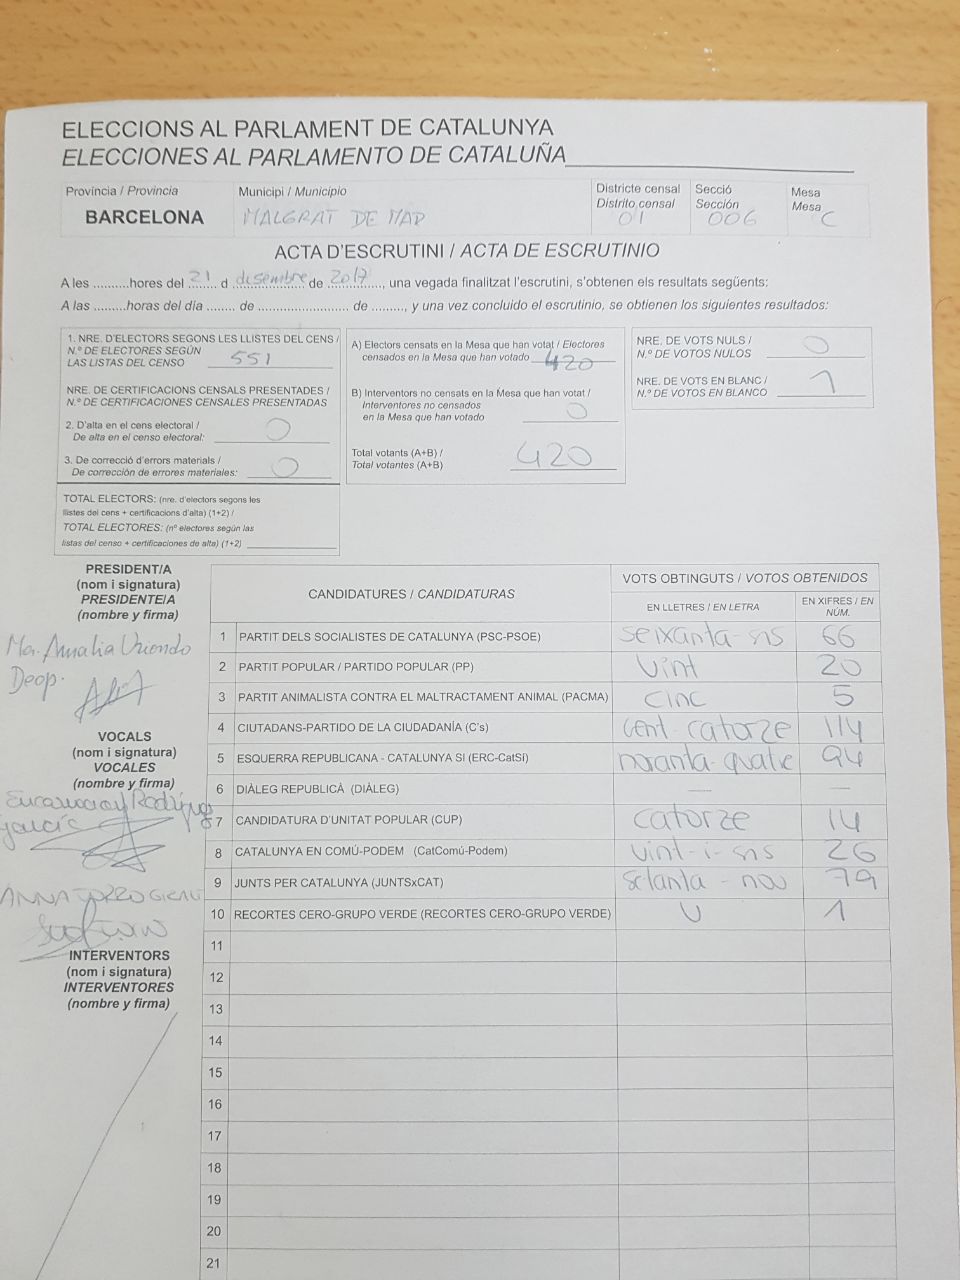 ELECCIONS AL PARLAMENT DE CATALUNYA
ELECCIONES AL PARLAMENTO DE CATALUÑA
Província / Provincia
BARCELONA
Municipi / Municipio
MALGRAT DE MAR
Districte censal
Distrito censal
01
Secció
Sección
006
Mesa
Mesa
C
ACTA D'ESCRUTINI / ACTA DE ESCRUTINIO
A les ..........hores del 21 d disembre de 2017, una vegada finalitzat l'escrutini, s'obtenen els resultats següents:
A las ..........horas del día ........ de ........................ de ........., y una vez concluido el escrutinio, se obtienen los siguientes resultados:
1. NRE. D'ELECTORS SEGONS LES LLISTES DEL CENS /
N.º DE ELECTORES SEGÚN
LAS LISTAS DEL CENSO 551
NRE. DE CERTIFICACIONS CENSALS PRESENTADES /
N.º DE CERTIFICACIONES CENSALES PRESENTADAS
2. D'alta en el cens electoral /
De alta en el censo electoral: 0
3. De correcció d'errors materials /
De corrección de errores materiales: 0
TOTAL ELECTORS: (nre. d'electors segons les
llistes del cens + certificacions d'alta) (1+2) /
TOTAL ELECTORES: (nº electores según las
listas del censo + certificaciones de alta) (1+2)
A) Electors censats en la Mesa que han votat / Electores
censados en la Mesa que han votado 420
B) Interventors no censats en la Mesa que han votat /
Interventores no censados
en la Mesa que han votado 0
Total votants (A+B) /
Total votantes (A+B) 420
NRE. DE VOTS NULS /
N.º DE VOTOS NULOS 0
NRE. DE VOTS EN BLANC /
N.º DE VOTOS EN BLANCO 1
PRESIDENT/A
(nom i signatura)
PRESIDENTE/A
(nombre y firma)
Ma. Amalia
Deop.
VOCALS
(nom i signatura)
VOCALES
(nombre y firma)
Encarnacion Rodríguez
García
ANNA
INTERVENTORS
(nom i signatura)
INTERVENTORES
(nombre y firma)
CANDIDATURES / CANDIDATURAS
VOTS OBTINGUTS / VOTOS OBTENIDOS
EN LLETRES / EN LETRA
EN XIFRES / EN
NÚM.
1 PARTIT DELS SOCIALISTES DE CATALUNYA (PSC-PSOE) seixanta-sis 66
2 PARTIT POPULAR / PARTIDO POPULAR (PP) Vint 20
3 PARTIT ANIMALISTA CONTRA EL MALTRACTAMENT ANIMAL (PACMA) cinc 5
4 CIUTADANS-PARTIDO DE LA CIUDADANÍA (C's) cent catorze 114
5 ESQUERRA REPUBLICANA - CATALUNYA SÍ (ERC-CatSí) noranta-quatre 94
6 DIÀLEG REPUBLICÀ (DIÀLEG) — —
7 CANDIDATURA D'UNITAT POPULAR (CUP) catorze 14
8 CATALUNYA EN COMÚ-PODEM (CatComú-Podem) vint-i-sis 26
9 JUNTS PER CATALUNYA (JUNTSxCAT) setanta-nou 79
10 RECORTES CERO-GRUPO VERDE (RECORTES CERO-GRUPO VERDE) U 1
11
12
13
14
15
16
17
18
19
20
21